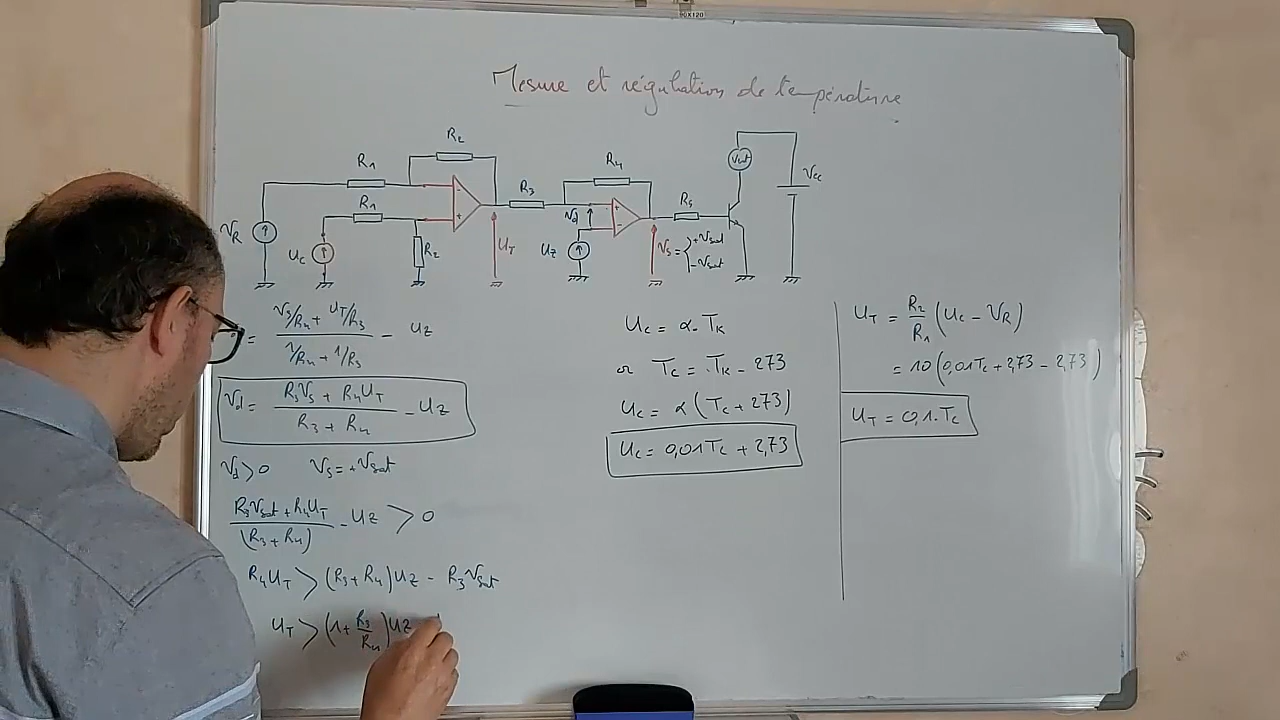 90X120
Mesure et régulation de température
R2
R1
R4
R3
Vent
Vcc
R1
Vd
R5
VR
Uc
R2
UT
UZ
VS = +Vsat
-Vsat
= (VS/R4 + UT/R3)/(1/R4 + 1/R3) - UZ
Vd = (R3VS + R4UT)/(R3 + R4) - UZ
Vd > 0 VS = +Vsat
(R3Vsat + R4UT)/(R3 + R4) - UZ > 0
R4UT > (R3 + R4)UZ - R3Vsat
UT > (1 + R3/R4)UZ
Uc = α. TK
or Tc = TK - 273
Uc = α(Tc + 273)
Uc = 0,01Tc + 2,73
UT = R2/R1 (Uc - VR)
= 10(0,01Tc + 2,73 - 2,73)
UT = 0,1.Tc